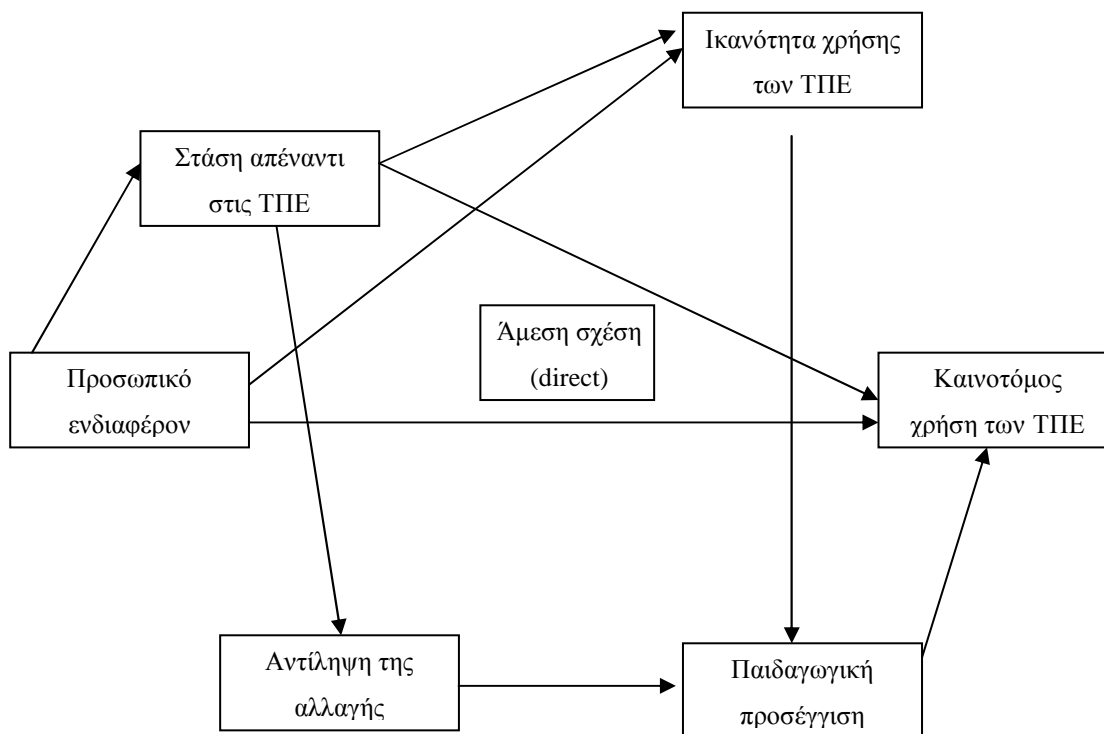 Ικανότητα χρήσης
των ΤΠΕ
Στάση απέναντι
στις ΤΠΕ
Άμεση σχέση
(direct)
Προσωπικό
ενδιαφέρον
Καινοτόμος
χρήση των ΤΠΕ
Αντίληψη της
αλλαγής
Παιδαγωγική
προσέγγιση